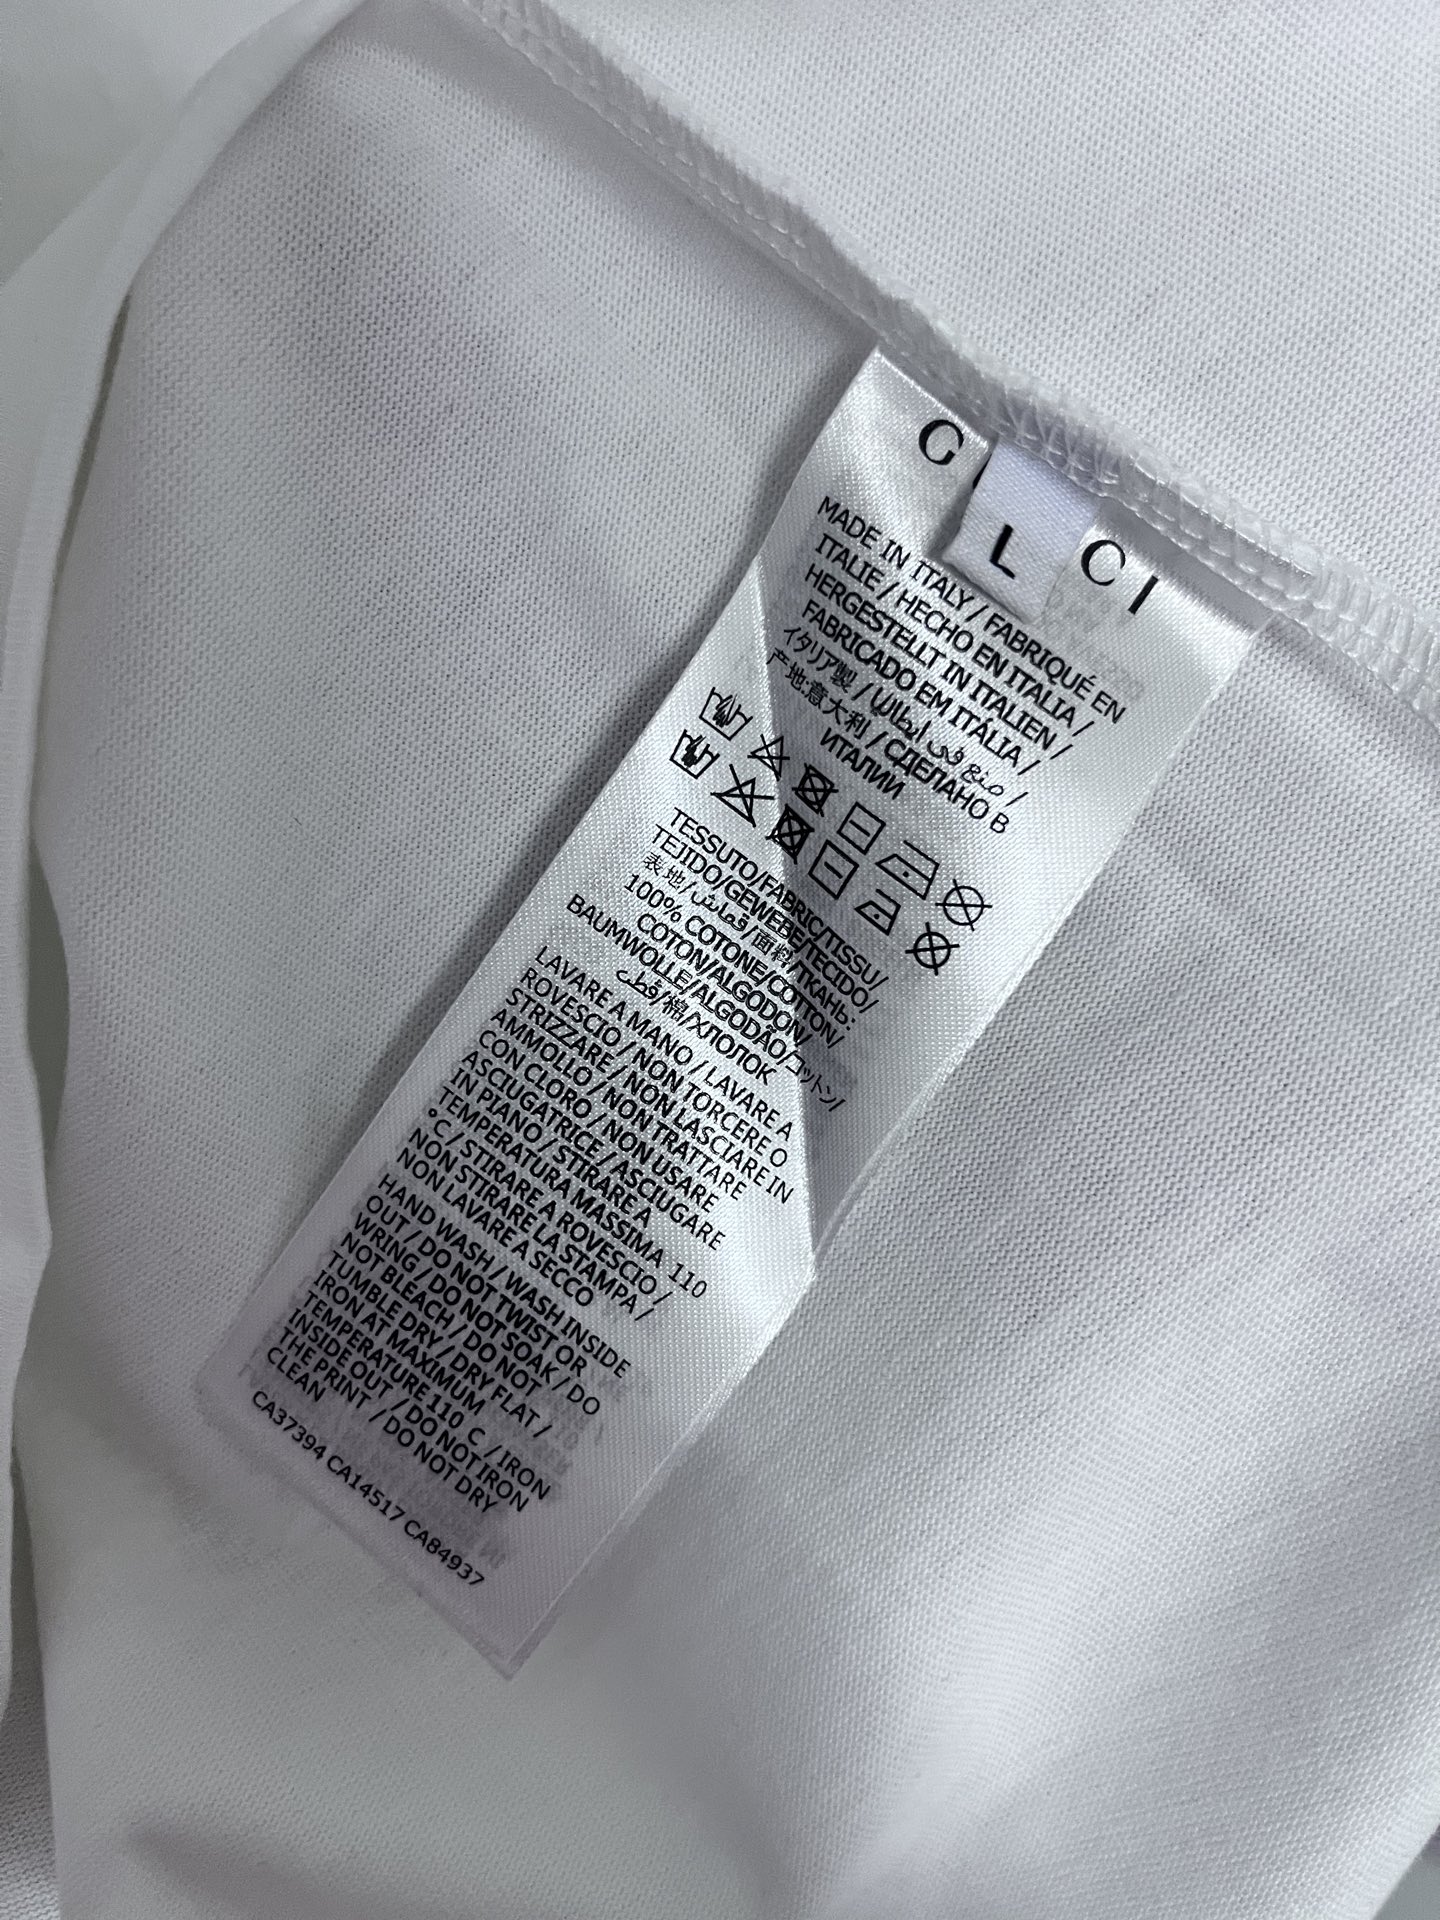 G CI
L
MADE IN ITALY / FABRIQUÉ EN
ITALIE / HECHO EN ITALIA /
HERGESTELLT IN ITALIEN /
FABRICADO EM ITÁLIA /
イタリア製 / صنع في ايطاليا /
产地:意大利 / СДЕЛАНО В
ИТАЛИИ
TESSUTO/FABRIC/TISSU/
TEJIDO/GEWEBE/TECIDO/
表地/قماش/面料/ТКАНЬ:
100% COTONE/COTTON/
COTON/ALGODON/
BAUMWOLLE/ALGODÃO/コットン/
قطن/棉/ХЛОПОК
LAVARE A MANO / LAVARE A
ROVESCIO / NON TORCERE O
STRIZZARE / NON LASCIARE IN
AMMOLLO / NON TRATTARE
CON CLORO / NON USARE
ASCIUGATRICE / ASCIUGARE
IN PIANO / STIRARE A
TEMPERATURA MASSIMA 110
°C / STIRARE A ROVESCIO /
NON STIRARE LA STAMPA /
NON LAVARE A SECCO
HAND WASH / WASH INSIDE
OUT / DO NOT TWIST OR
WRING / DO NOT SOAK / DO
NOT BLEACH / DO NOT
TUMBLE DRY / DRY FLAT /
IRON AT MAXIMUM
TEMPERATURE 110 C / IRON
INSIDE OUT / DO NOT IRON
THE PRINT / DO NOT DRY
CLEAN
CA37394 CA14517 CA84937